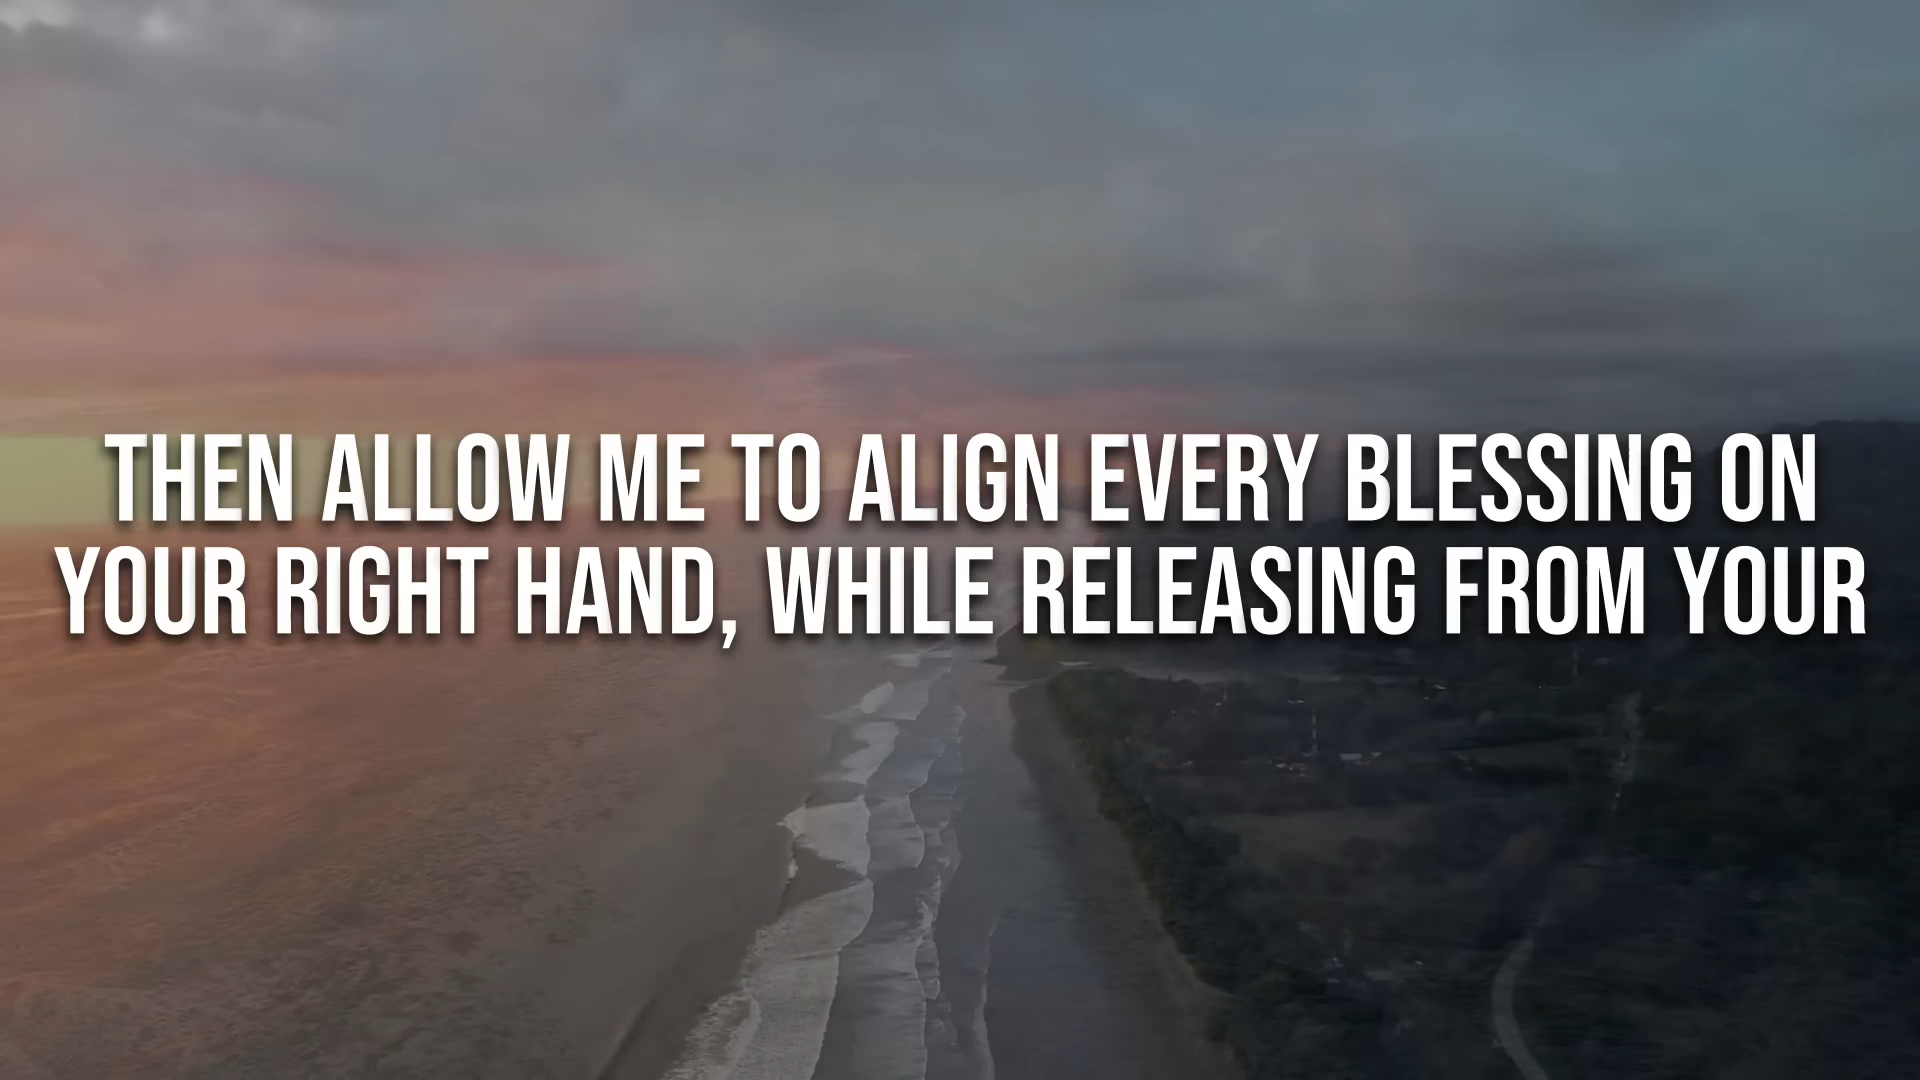 THEN ALLOW ME TO ALIGN EVERY BLESSING ON
YOUR RIGHT HAND, WHILE RELEASING FROM YOUR